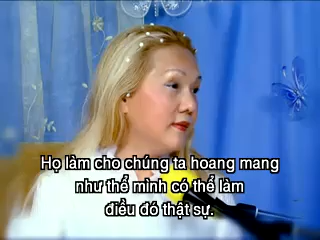 Họ làm cho chúng ta hoang mang
như thể mình có thể làm
điều đó thật sự.